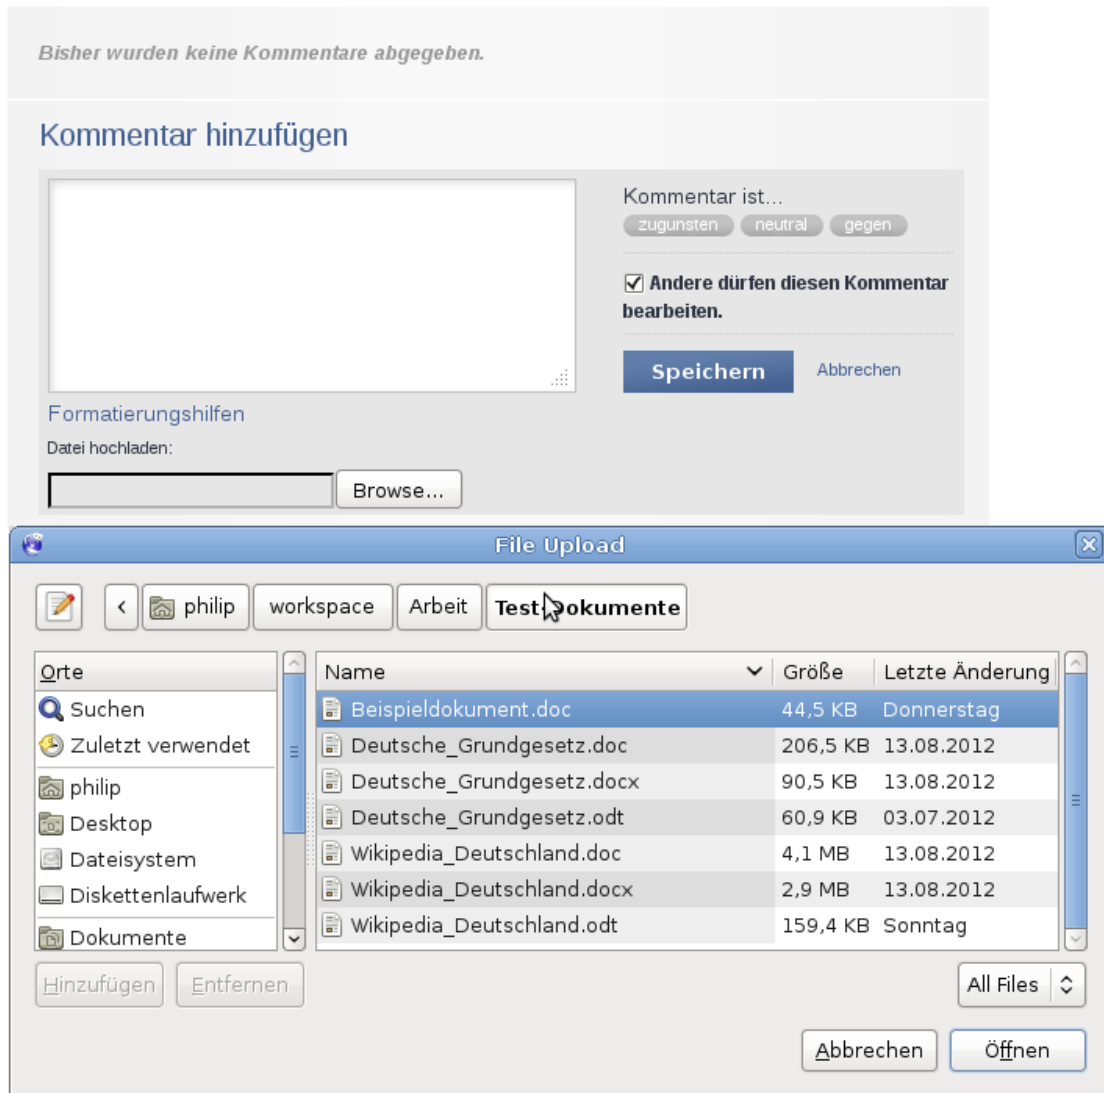 Bisher wurden keine Kommentare abgegeben.
Kommentar hinzufügen
Kommentar ist...
zugunsten neutral gegen
Andere dürfen diesen Kommentar
bearbeiten.
Speichern Abbrechen
Formatierungshilfen
Datei hochladen:
Browse...
File Upload
philip workspace Arbeit Test-Dokumente
Orte
Suchen
Zuletzt verwendet
philip
Desktop
Dateisystem
Diskettenlaufwerk
Dokumente
Name Größe Letzte Änderung
Beispieldokument.doc 44,5 KB Donnerstag
Deutsche_Grundgesetz.doc 206,5 KB 13.08.2012
Deutsche_Grundgesetz.docx 90,5 KB 13.08.2012
Deutsche_Grundgesetz.odt 60,9 KB 03.07.2012
Wikipedia_Deutschland.doc 4,1 MB 13.08.2012
Wikipedia_Deutschland.docx 2,9 MB 13.08.2012
Wikipedia_Deutschland.odt 159,4 KB Sonntag
Hinzufügen Entfernen
All Files
Abbrechen Öffnen